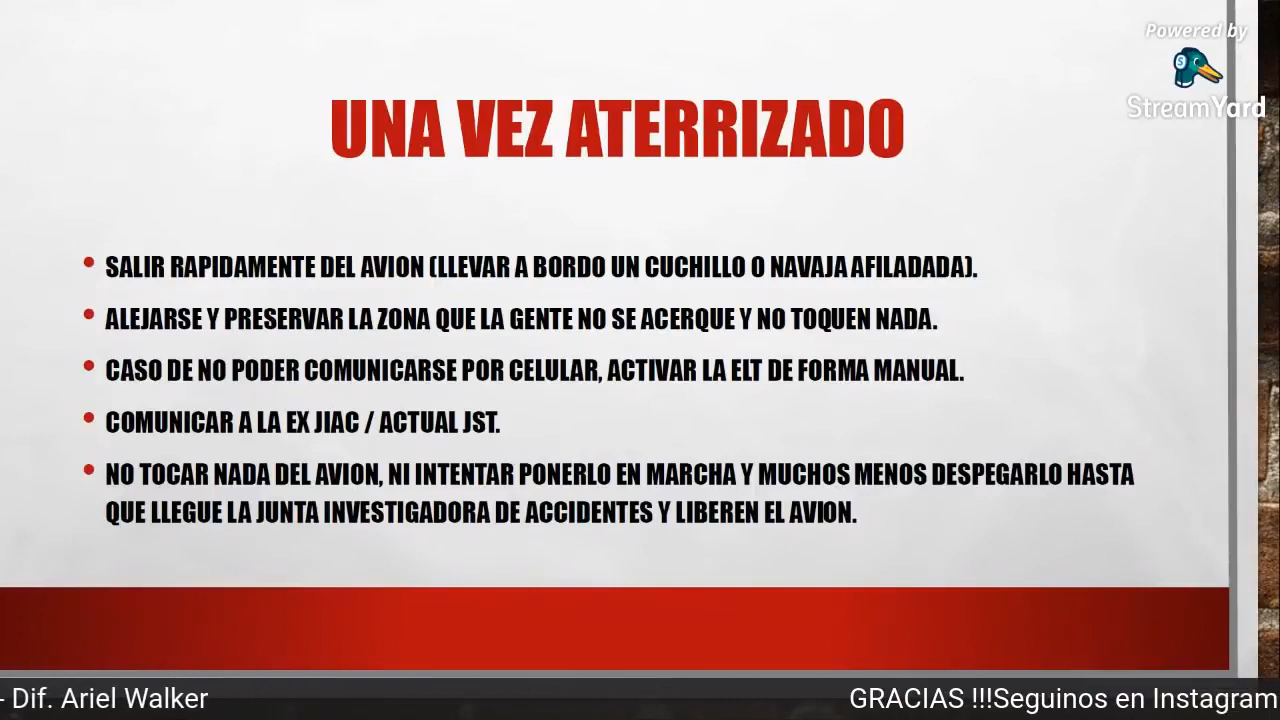 Powered by
StreamYard
UNA VEZ ATERRIZADO
• SALIR RAPIDAMENTE DEL AVION (LLEVAR A BORDO UN CUCHILLO O NAVAJA AFILADADA).
• ALEJARSE Y PRESERVAR LA ZONA QUE LA GENTE NO SE ACERQUE Y NO TOQUEN NADA.
• CASO DE NO PODER COMUNICARSE POR CELULAR, ACTIVAR LA ELT DE FORMA MANUAL.
• COMUNICAR A LA EX JIAC / ACTUAL JST.
• NO TOCAR NADA DEL AVION, NI INTENTAR PONERLO EN MARCHA Y MUCHOS MENOS DESPEGARLO HASTA
QUE LLEGUE LA JUNTA INVESTIGADORA DE ACCIDENTES Y LIBEREN EL AVION.
- Dif. Ariel Walker GRACIAS !!!Seguinos en Instagram